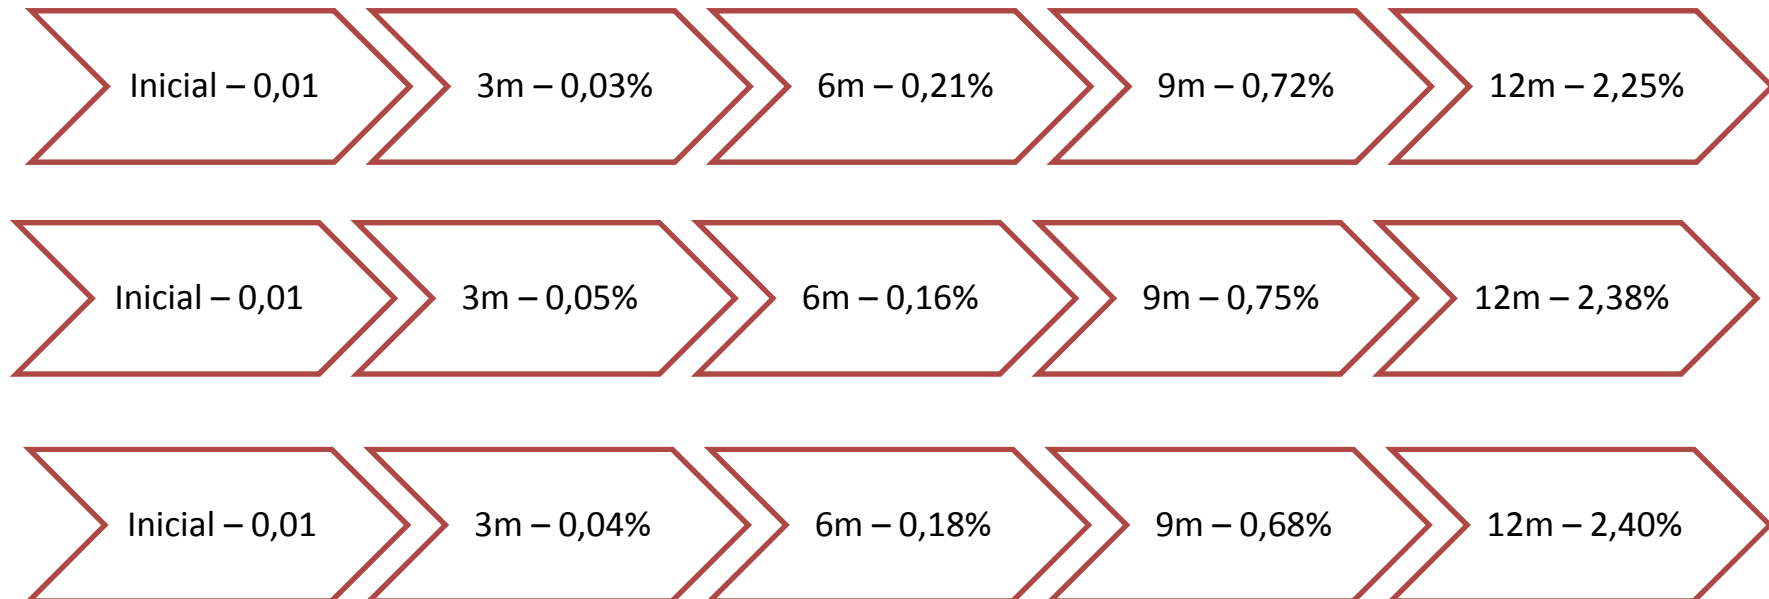 Inicial – 0,01 3m – 0,03% 6m – 0,21% 9m – 0,72% 12m – 2,25%
Inicial – 0,01 3m – 0,05% 6m – 0,16% 9m – 0,75% 12m – 2,38%
Inicial – 0,01 3m – 0,04% 6m – 0,18% 9m – 0,68% 12m – 2,40%